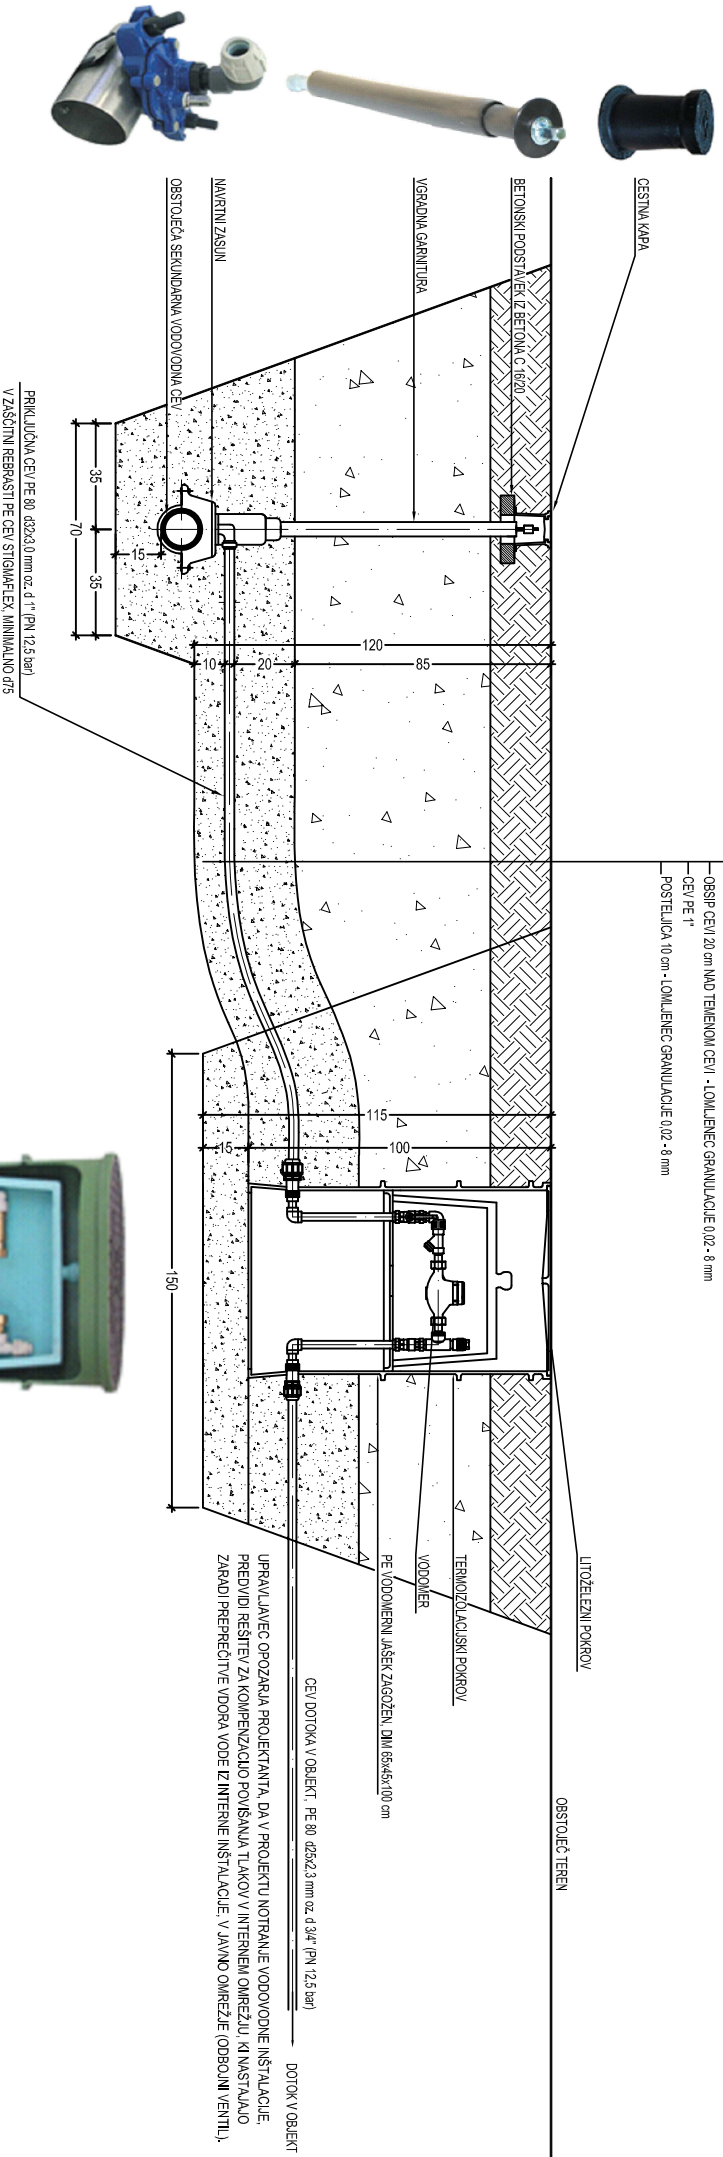 CESTNA KAPA
BETONSKI PODSTAVEK IZ BETONA C 16/20
VGRADNA GARNITURA
NAVRTNI ZASUN
OBSTOJEČA SEKUNDARNA VODOVODNA CEV
PRIKLJUČNA CEV PE 80 d32x3,0 mm oz. d 1" (PN 12,5 bar)
V ZAŠČITNI REBRASTI PE CEV STIGMAFLEX, MINIMALNO d75
35
35
70
15
120
10
20
85
OBSIP CEVI 20 cm NAD TEMENOM CEVI - LOMLJENEC GRANULACIJE 0,02 - 8 mm
CEV PE 1"
POSTELJICA 10 cm - LOMLJENEC GRANULACIJE 0,02 - 8 mm
115
15
100
150
LITOŽELEZNI POKROV
TERMOIZOLACIJSKI POKROV
VODOMER
PE VODOMERNI JAŠEK ZAGOZŽEN, DIM 65x45x100 cm
OBSTOJEČ TEREN
CEV DOTOKA V OBJEKT, PE 80 d25x2,3 mm oz. d 3/4" (PN 12,5 bar)
DOTOK V OBJEKT
UPRAVLJAVEC OPOZARJA PROJEKTANTA, DA V PROJEKTU NOTRANJE VODOVODNE INŠTALACIJE,
PREDVIDI REŠITEV ZA KOMPENZACIJO POVIŠANJA TLAKOV V INTERNEM OMREŽJU, KI NASTAJAJO
ZARADI PREPREČITVE VDORA VODE IZ INTERNE INŠTALACIJE, V JAVNO OMREŽJE (ODBOJNI VENTIL).